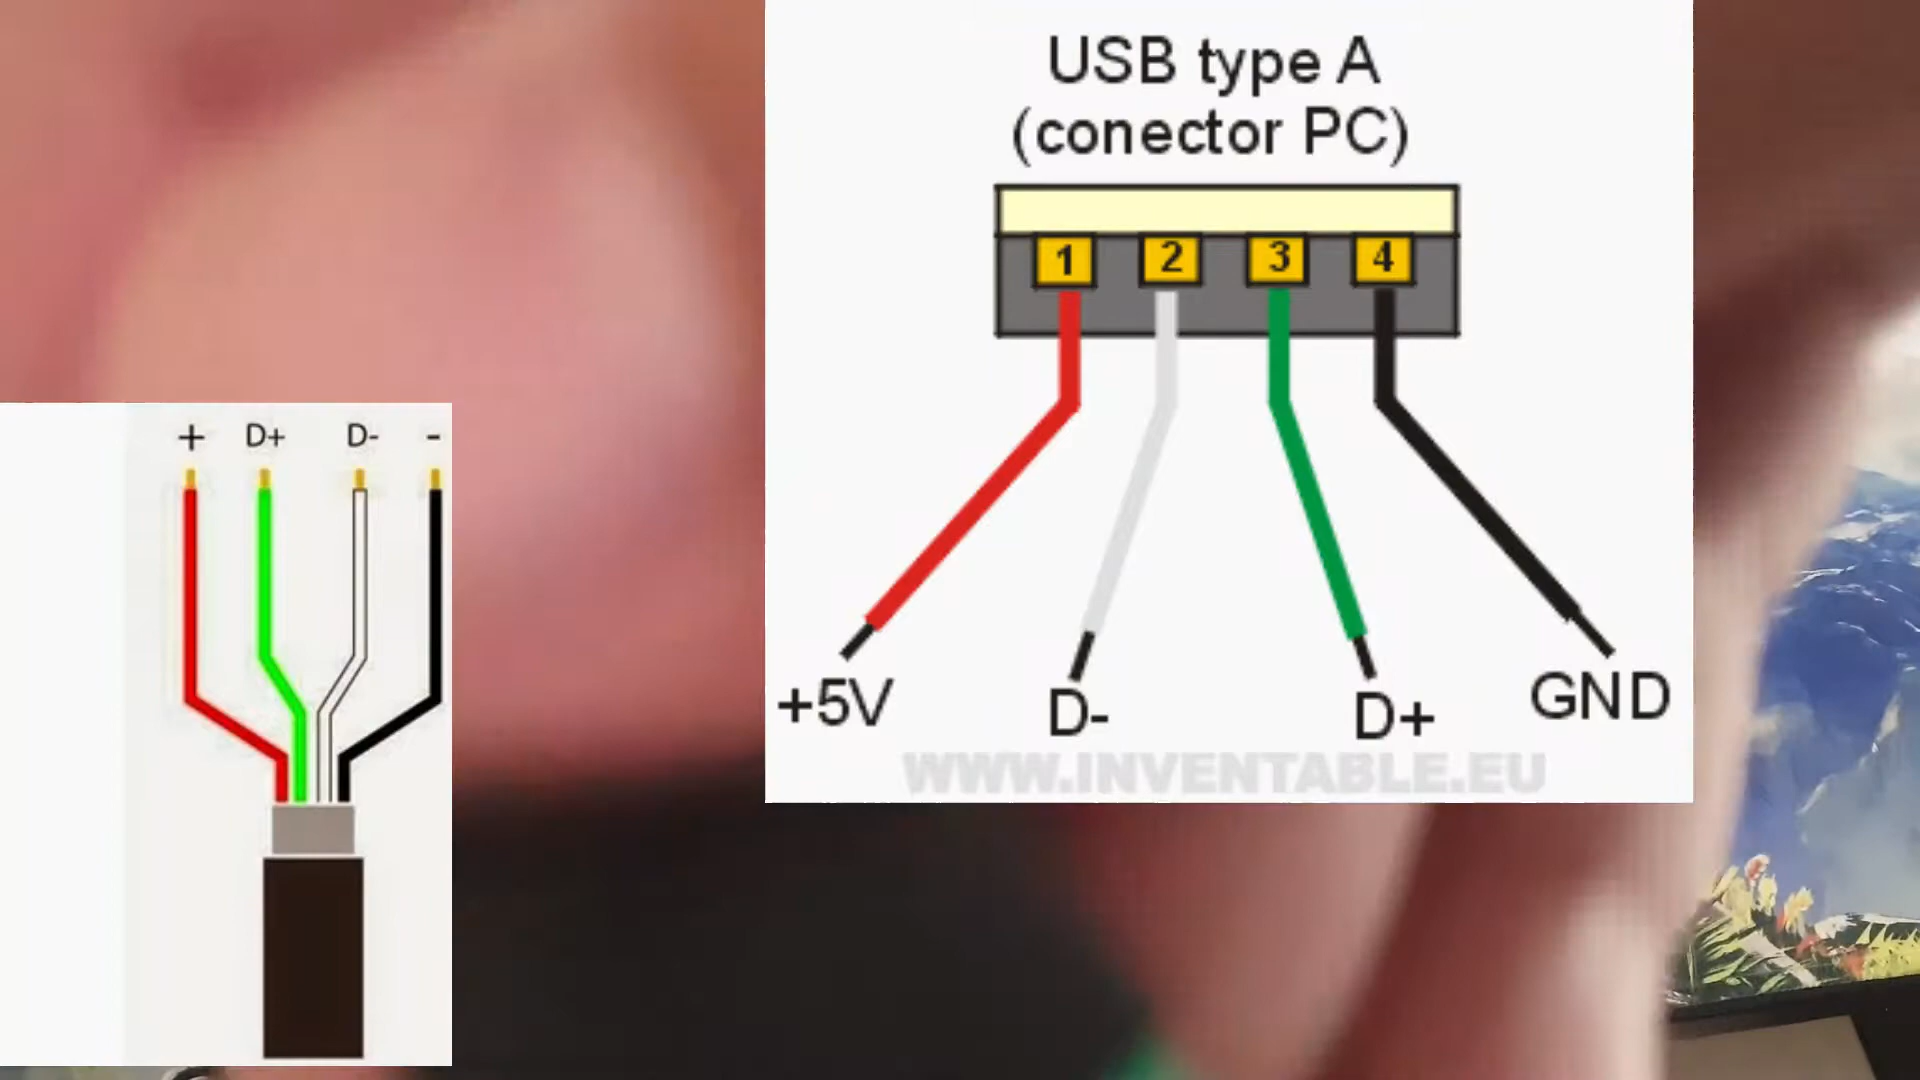 USB type A
(conector PC)
1 2 3 4
+5V D- D+ GND
WWW.INVENTABLE.EU
+ D+ D- -